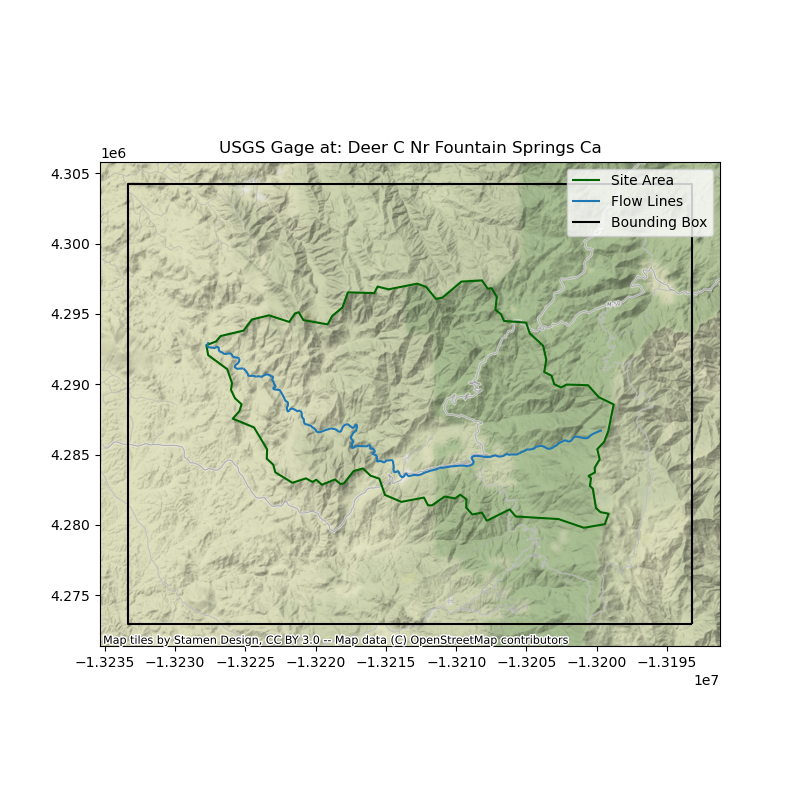 USGS Gage at: Deer C Nr Fountain Springs Ca
1e6
4.305
4.300
4.295
4.290
4.285
4.280
4.275
Site Area
Flow Lines
Bounding Box
Map tiles by Stamen Design, CC BY 3.0 -- Map data (C) OpenStreetMap contributors
−1.3235 −1.3230 −1.3225 −1.3220 −1.3215 −1.3210 −1.3205 −1.3200 −1.3195
1e7